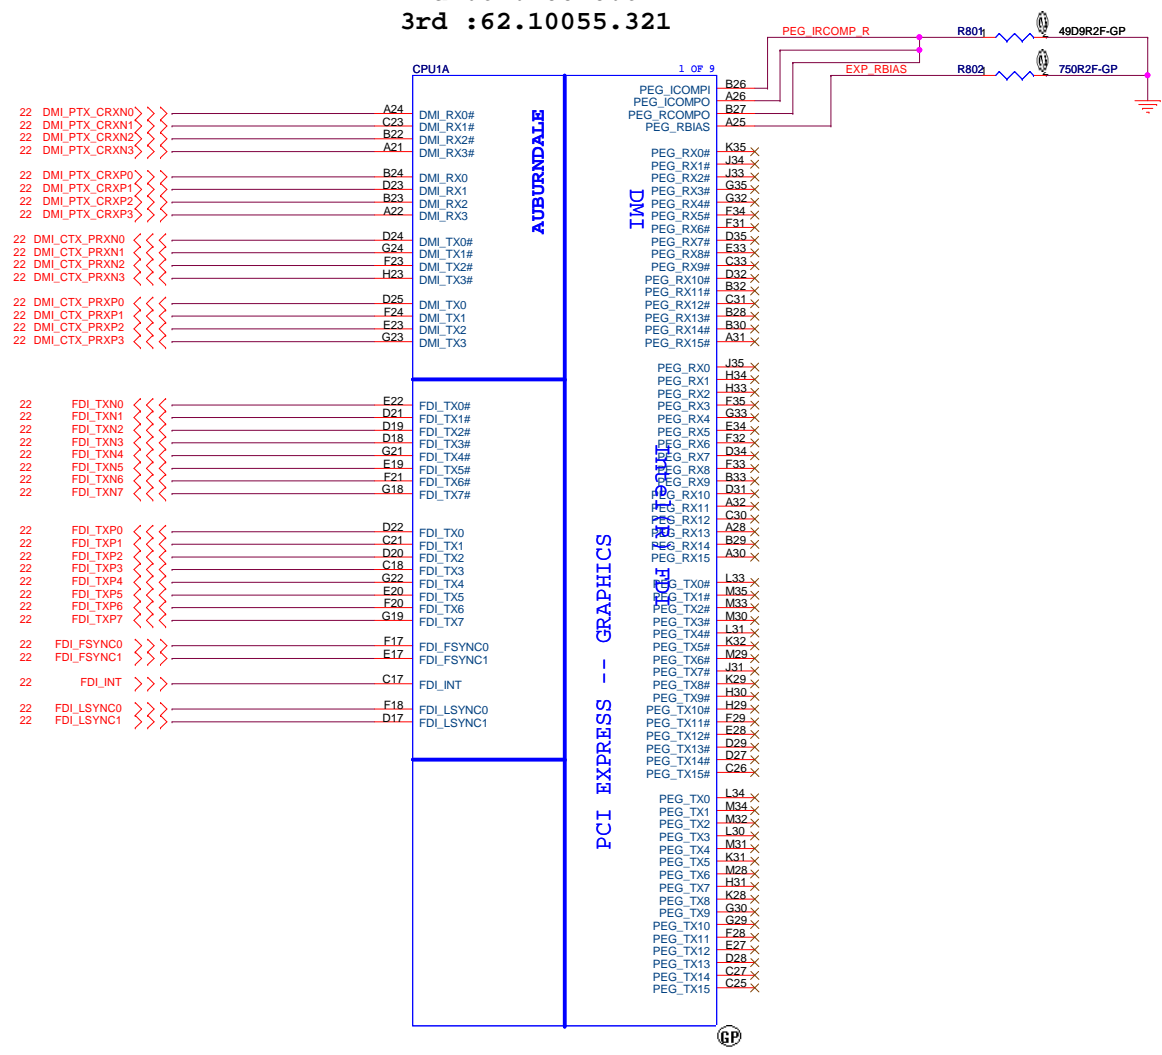 3rd :62.10055.321
PEG_IRCOMP_R R801 49D9R2F-GP
EXP_RBIAS R802 750R2F-GP
CPU1A 1 OF 9
AUBURNDALE
DMI
Intel(R) FDI
PCI EXPRESS -- GRAPHICS
22 DMI_PTX_CRXN0 A24 DMI_RX0#
22 DMI_PTX_CRXN1 C23 DMI_RX1#
22 DMI_PTX_CRXN2 B22 DMI_RX2#
22 DMI_PTX_CRXN3 A21 DMI_RX3#
22 DMI_PTX_CRXP0 B24 DMI_RX0
22 DMI_PTX_CRXP1 D23 DMI_RX1
22 DMI_PTX_CRXP2 B23 DMI_RX2
22 DMI_PTX_CRXP3 A22 DMI_RX3
22 DMI_CTX_PRXN0 D24 DMI_TX0#
22 DMI_CTX_PRXN1 G24 DMI_TX1#
22 DMI_CTX_PRXN2 F23 DMI_TX2#
22 DMI_CTX_PRXN3 H23 DMI_TX3#
22 DMI_CTX_PRXP0 D25 DMI_TX0
22 DMI_CTX_PRXP1 F24 DMI_TX1
22 DMI_CTX_PRXP2 E23 DMI_TX2
22 DMI_CTX_PRXP3 G23 DMI_TX3
22 FDI_TXN0 E22 FDI_TX0#
22 FDI_TXN1 D21 FDI_TX1#
22 FDI_TXN2 D19 FDI_TX2#
22 FDI_TXN3 D18 FDI_TX3#
22 FDI_TXN4 G21 FDI_TX4#
22 FDI_TXN5 E19 FDI_TX5#
22 FDI_TXN6 F21 FDI_TX6#
22 FDI_TXN7 G18 FDI_TX7#
22 FDI_TXP0 D22 FDI_TX0
22 FDI_TXP1 C21 FDI_TX1
22 FDI_TXP2 D20 FDI_TX2
22 FDI_TXP3 C18 FDI_TX3
22 FDI_TXP4 G22 FDI_TX4
22 FDI_TXP5 E20 FDI_TX5
22 FDI_TXP6 F20 FDI_TX6
22 FDI_TXP7 G19 FDI_TX7
22 FDI_FSYNC0 F17 FDI_FSYNC0
22 FDI_FSYNC1 E17 FDI_FSYNC1
22 FDI_INT C17 FDI_INT
22 FDI_LSYNC0 F18 FDI_LSYNC0
22 FDI_LSYNC1 D17 FDI_LSYNC1
PEG_ICOMPI B26
PEG_ICOMPO A26
PEG_RCOMPO B27
PEG_RBIAS A25
PEG_RX0# K35
PEG_RX1# J34
PEG_RX2# J33
PEG_RX3# G35
PEG_RX4# G32
PEG_RX5# F34
PEG_RX6# F31
PEG_RX7# D35
PEG_RX8# E33
PEG_RX9# C33
PEG_RX10# D32
PEG_RX11# B32
PEG_RX12# C31
PEG_RX13# B28
PEG_RX14# B30
PEG_RX15# A31
PEG_RX0 J35
PEG_RX1 H34
PEG_RX2 H33
PEG_RX3 F35
PEG_RX4 G33
PEG_RX5 E34
PEG_RX6 F32
PEG_RX7 D34
PEG_RX8 F33
PEG_RX9 B33
PEG_RX10 D31
PEG_RX11 A32
PEG_RX12 C30
PEG_RX13 A28
PEG_RX14 B29
PEG_RX15 A30
PEG_TX0# L33
PEG_TX1# M35
PEG_TX2# M33
PEG_TX3# M30
PEG_TX4# L31
PEG_TX5# K32
PEG_TX6# M29
PEG_TX7# J31
PEG_TX8# K29
PEG_TX9# H30
PEG_TX10# H29
PEG_TX11# F29
PEG_TX12# E28
PEG_TX13# D29
PEG_TX14# D27
PEG_TX15# C26
PEG_TX0 L34
PEG_TX1 M34
PEG_TX2 M32
PEG_TX3 L30
PEG_TX4 M31
PEG_TX5 K31
PEG_TX6 M28
PEG_TX7 H31
PEG_TX8 K28
PEG_TX9 G30
PEG_TX10 G29
PEG_TX11 F28
PEG_TX12 E27
PEG_TX13 D28
PEG_TX14 C27
PEG_TX15 C25
GP